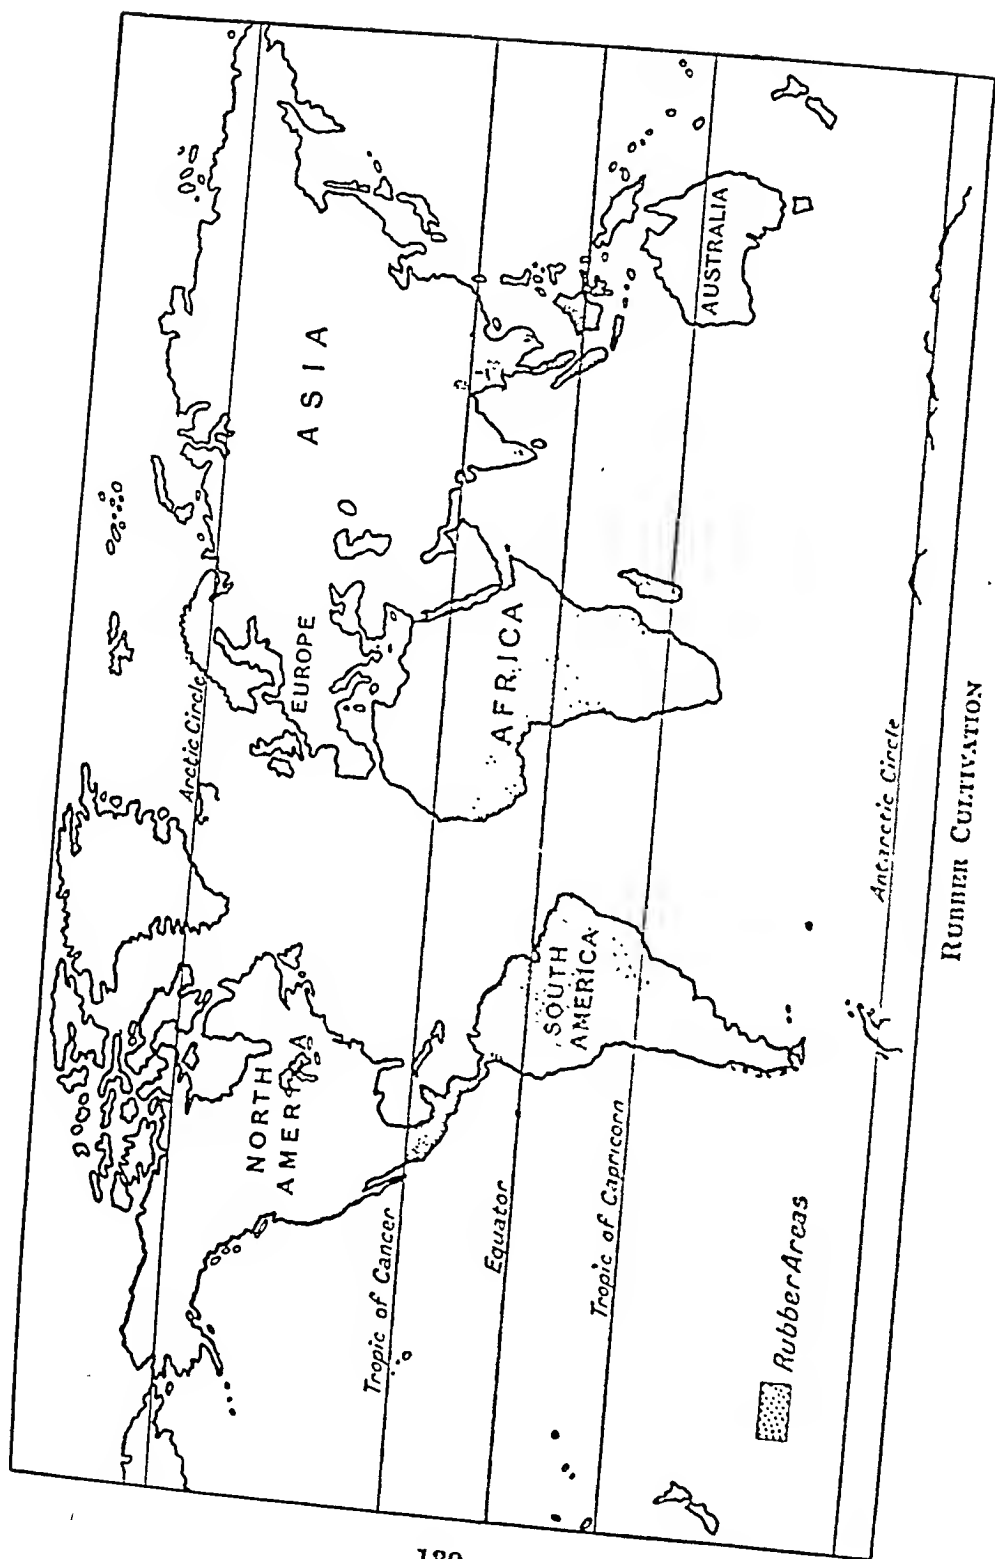 Arctic Circle
NORTH
AMERICA
EUROPE
ASIA
Tropic of Cancer
AFRICA
Equator
SOUTH
AMERICA
Tropic of Capricorn
AUSTRALIA
Rubber Areas
Antarctic Circle
RUBBER CULTIVATION